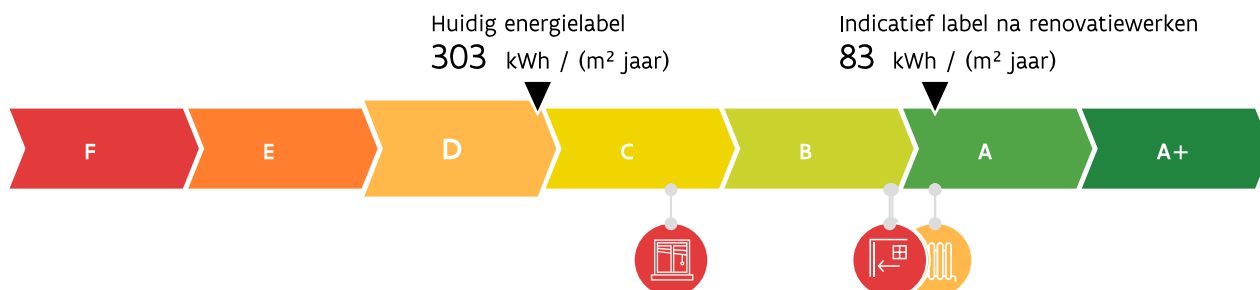 Huidig energielabel
303 kWh / (m² jaar)
Indicatief label na renovatiewerken
83 kWh / (m² jaar)
F
E
D
C
B
A
A+